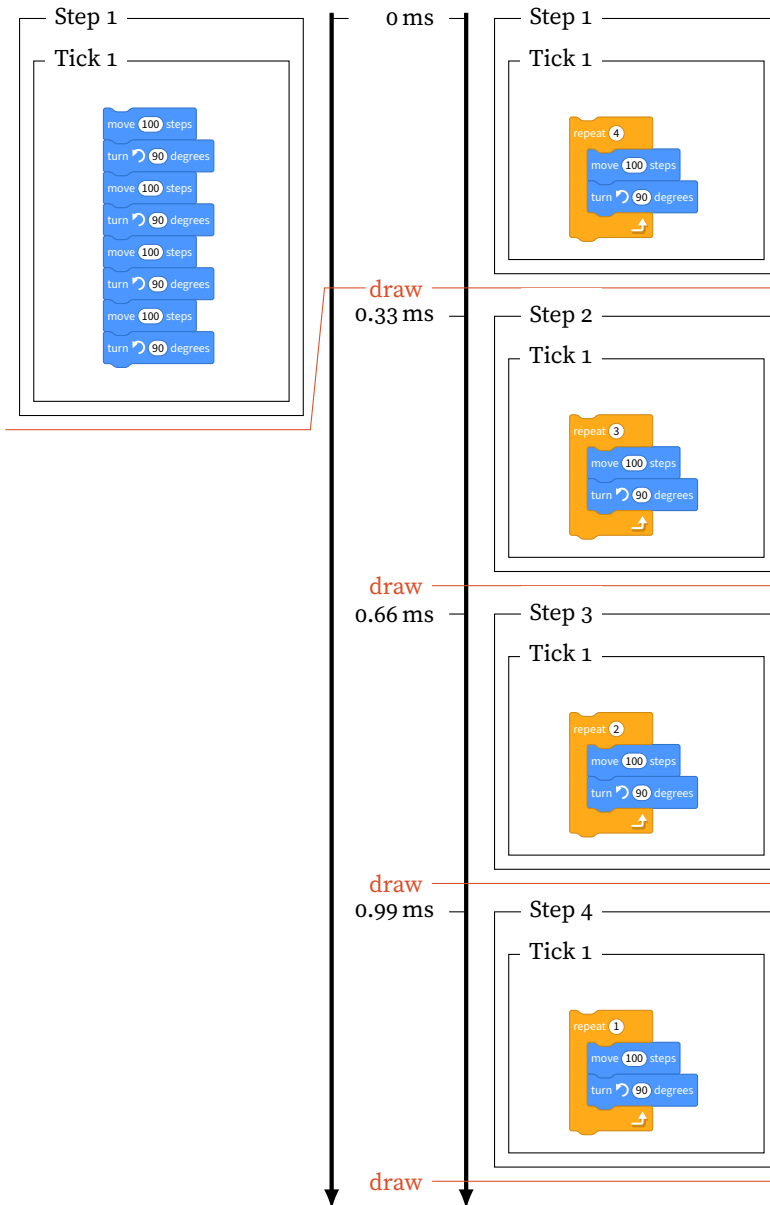 Step 1
Tick 1
move 100 steps
turn 90 degrees
move 100 steps
turn 90 degrees
move 100 steps
turn 90 degrees
move 100 steps
turn 90 degrees
0 ms
draw
0.33 ms
draw
0.66 ms
draw
0.99 ms
draw
Step 1
Tick 1
repeat 4
move 100 steps
turn 90 degrees
Step 2
Tick 1
repeat 3
move 100 steps
turn 90 degrees
Step 3
Tick 1
repeat 2
move 100 steps
turn 90 degrees
Step 4
Tick 1
repeat 1
move 100 steps
turn 90 degrees